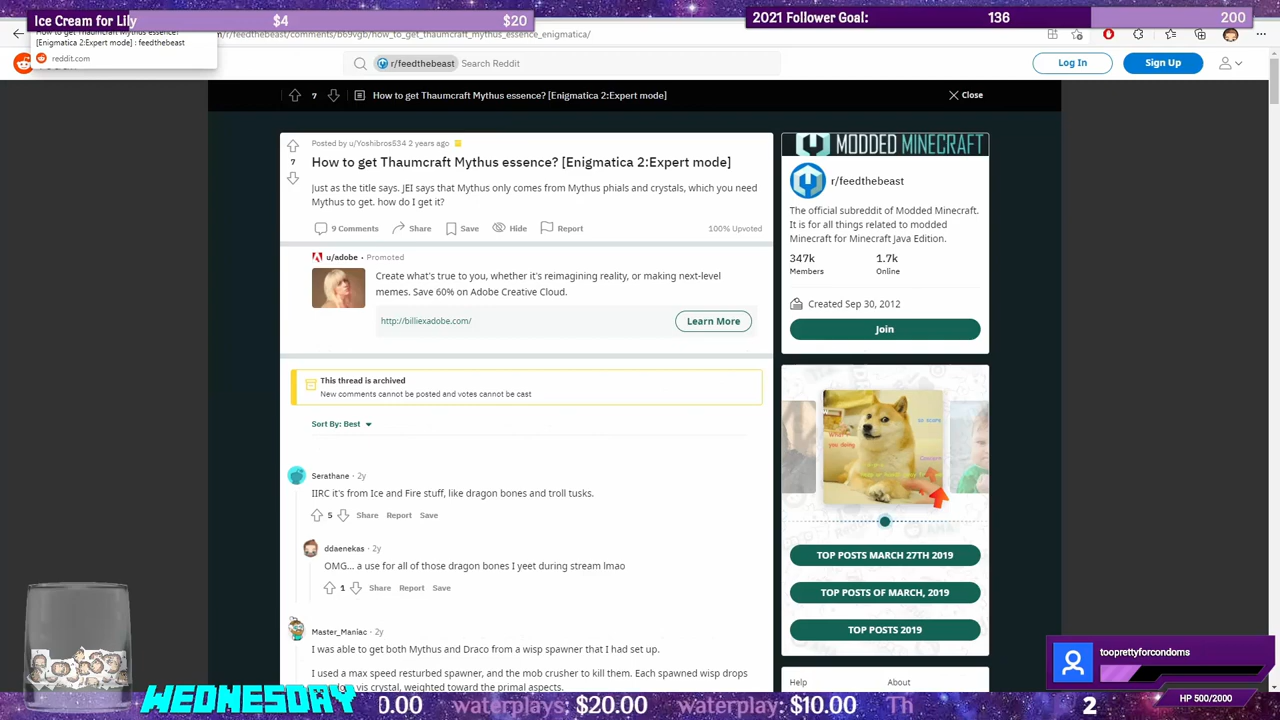 Ice Cream for Lily $4 $20
2021 Follower Goal: 136 200
How to get Thaumcraft Mythus essence?
[Enigmatica 2:Expert mode] : feedthebeast
reddit.com
m/r/feedthebeast/comments/b69vgb/how_to_get_thaumcraft_mythus_essence_enigmatica/
r/feedthebeast Search Reddit
Log In
Sign Up
7 How to get Thaumcraft Mythus essence? [Enigmatica 2:Expert mode]
Close
Posted by u/Yoshibros534 2 years ago
7
How to get Thaumcraft Mythus essence? [Enigmatica 2:Expert mode]
Just as the title says. JEI says that Mythus only comes from Mythus phials and crystals, which you need
Mythus to get. how do I get it?
9 Comments Share Save Hide Report 100% Upvoted
u/adobe • Promoted
Create what's true to you, whether it's reimagining reality, or making next-level
memes. Save 60% on Adobe Creative Cloud.
http://billiexadobe.com/
Learn More
This thread is archived
New comments cannot be posted and votes cannot be cast
Sort By: Best
Serathane · 2y
IIRC it's from Ice and Fire stuff, like dragon bones and troll tusks.
5 Share Report Save
ddaenekas · 2y
OMG... a use for all of those dragon bones I yeet during stream lmao
1 Share Report Save
Master_Maniac · 2y
I was able to get both Mythus and Draco from a wisp spawner that I had set up.
I used a max speed resturbed spawner, and the mob crusher to kill them. Each spawned wisp drops
vis crystal, weighted toward the primal aspects.
MODDED MINECRAFT
r/feedthebeast
The official subreddit of Modded Minecraft.
It is for all things related to modded
Minecraft for Minecraft Java Edition.
347k 1.7k
Members Online
Created Sep 30, 2012
Join
TOP POSTS MARCH 27TH 2019
TOP POSTS OF MARCH, 2019
TOP POSTS 2019
Help About
tooprettyforcondoms
HP 500/2000
WEDNESDAY
0.00 waterplays: $20.00 waterplay: $10.00 Th
2